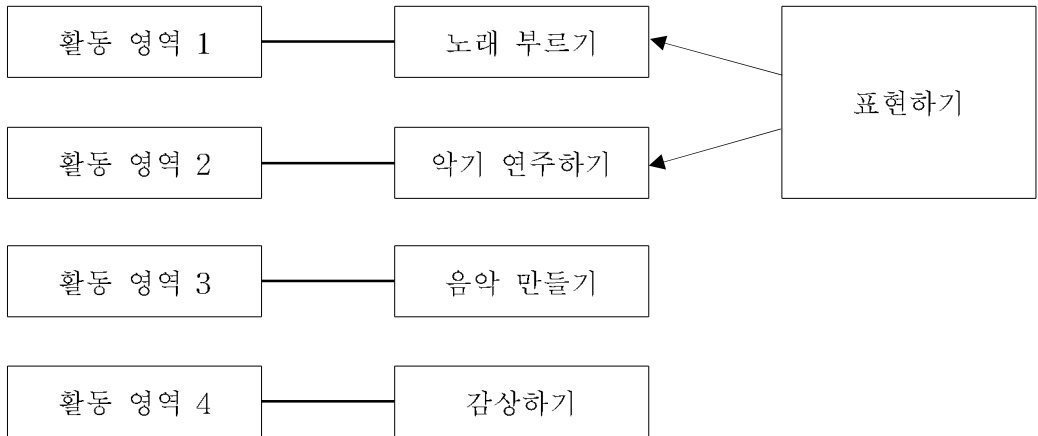 활동 영역 1
노래 부르기
표현하기
활동 영역 2
악기 연주하기
활동 영역 3
음악 만들기
활동 영역 4
감상하기